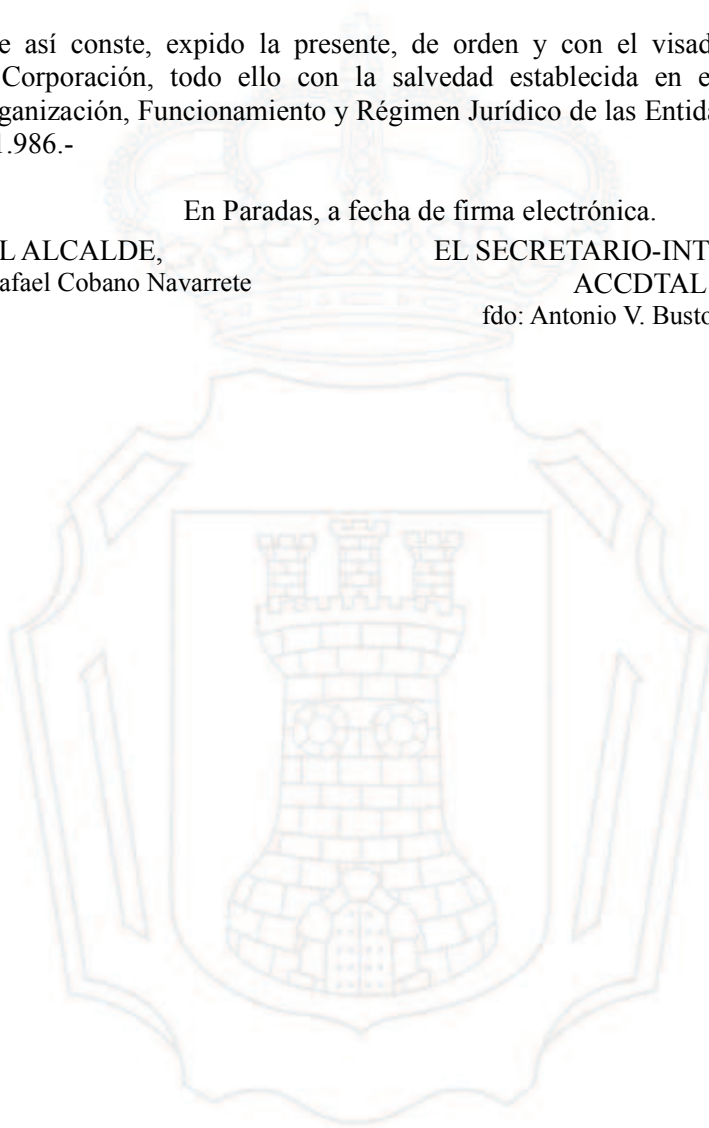 e así conste, expido la presente, de orden y con el visad
Corporación, todo ello con la salvedad establecida en e
ganización, Funcionamiento y Régimen Jurídico de las Entida
1.986.-
En Paradas, a fecha de firma electrónica.
L ALCALDE,
EL SECRETARIO-INT
afael Cobano Navarrete
ACCDTAL
fdo: Antonio V. Busto